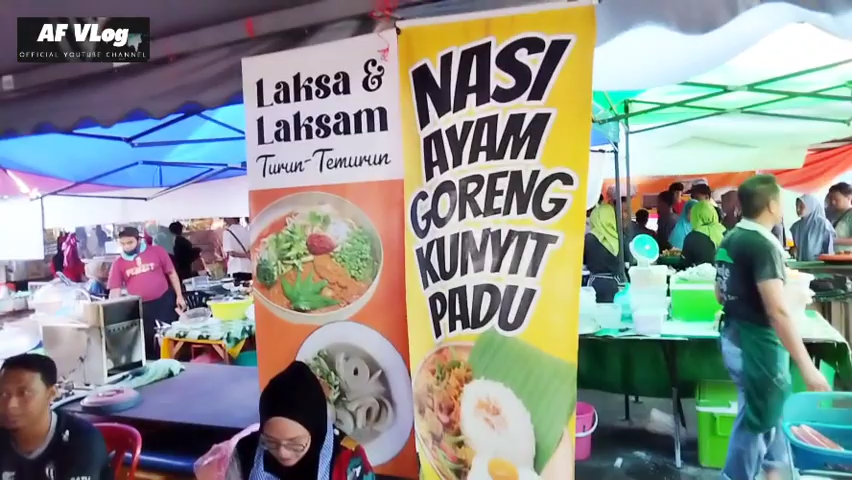 AF VLog
OFFICIAL YOUTUBE CHANNEL
Laksa &
Laksam
Turun-Temurun
NASI
AYAM
GORENG
KUNYIT
PADU